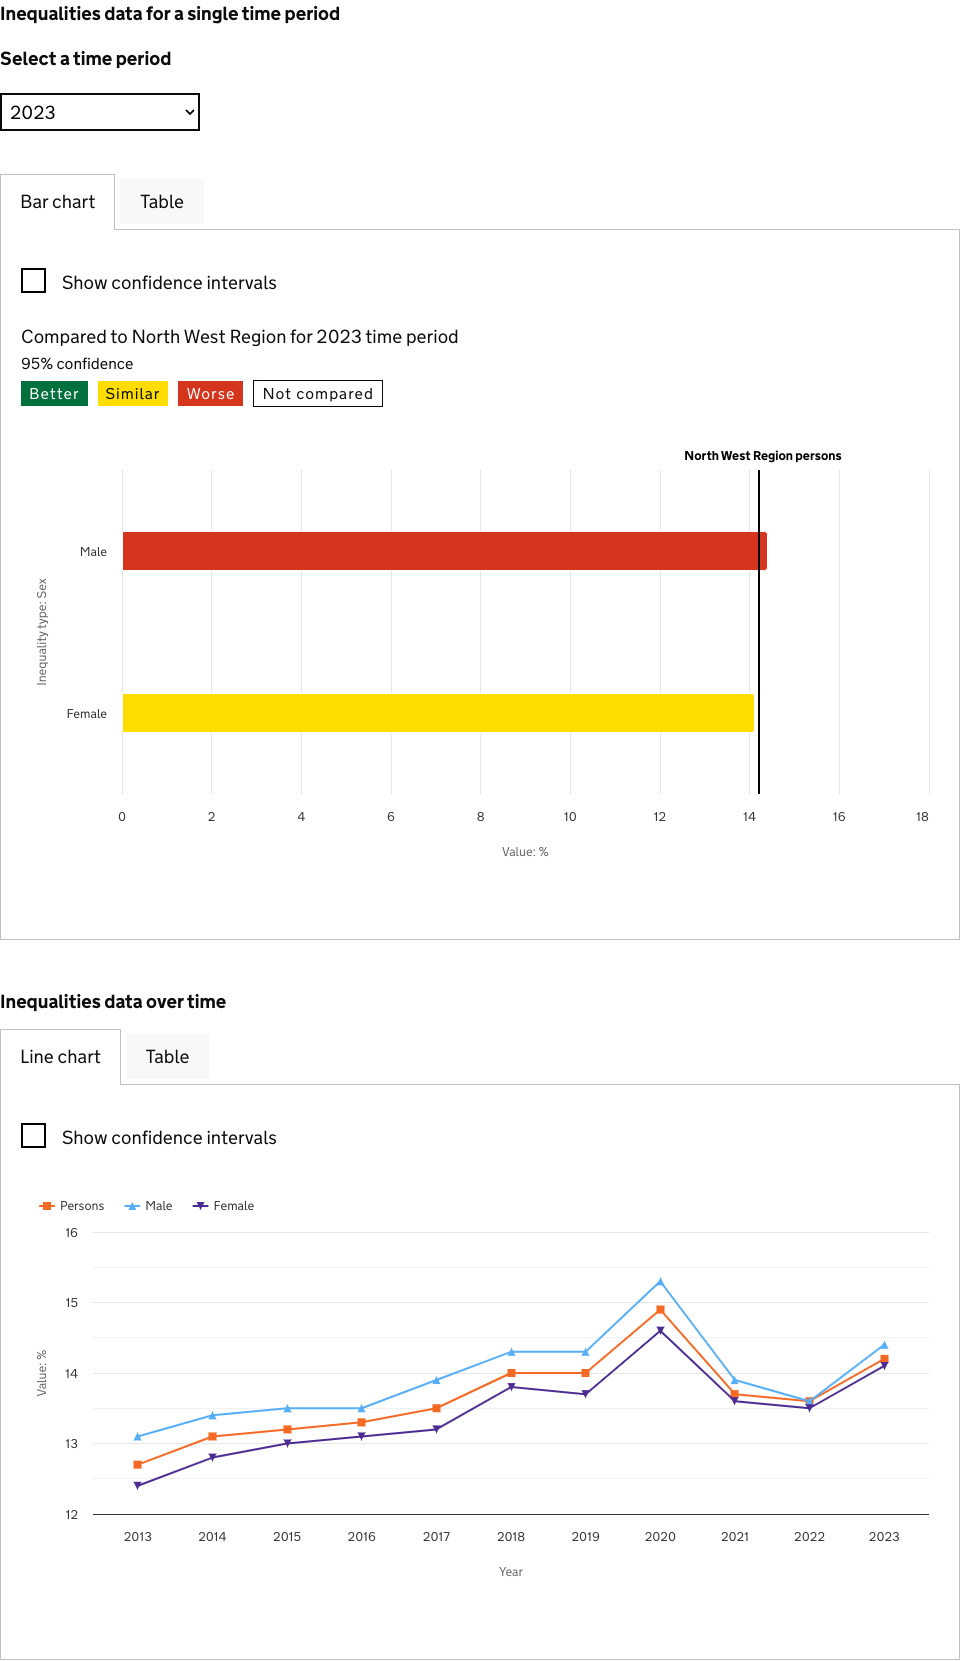 Inequalities data for a single time period
Select a time period
2023
Bar chart Table
Show confidence intervals
Compared to North West Region for 2023 time period
95% confidence
Better Similar Worse Not compared
North West Region persons
Inequality type: Sex
Male
Female
0 2 4 6 8 10 12 14 16 18
Value: %
Inequalities data over time
Line chart Table
Show confidence intervals
Persons Male Female
Value: %
16
15
14
13
12
2013 2014 2015 2016 2017 2018 2019 2020 2021 2022 2023
Year